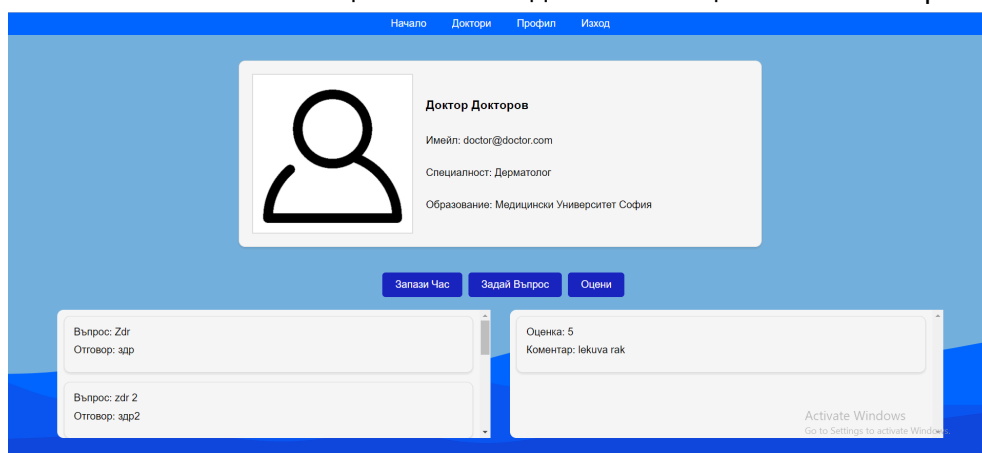 Начало Доктори Профил Изход
Доктор Докторов
Имейл: doctor@doctor.com
Специалност: Дерматолог
Образование: Медицински Университет София
Запази Час Задай Въпрос Оцени
Въпрос: Zdr
Отговор: здр
Въпрос: zdr 2
Отговор: здр2
Оценка: 5
Коментар: lekuva rak
Activate Windows
Go to Settings to activate Windows.